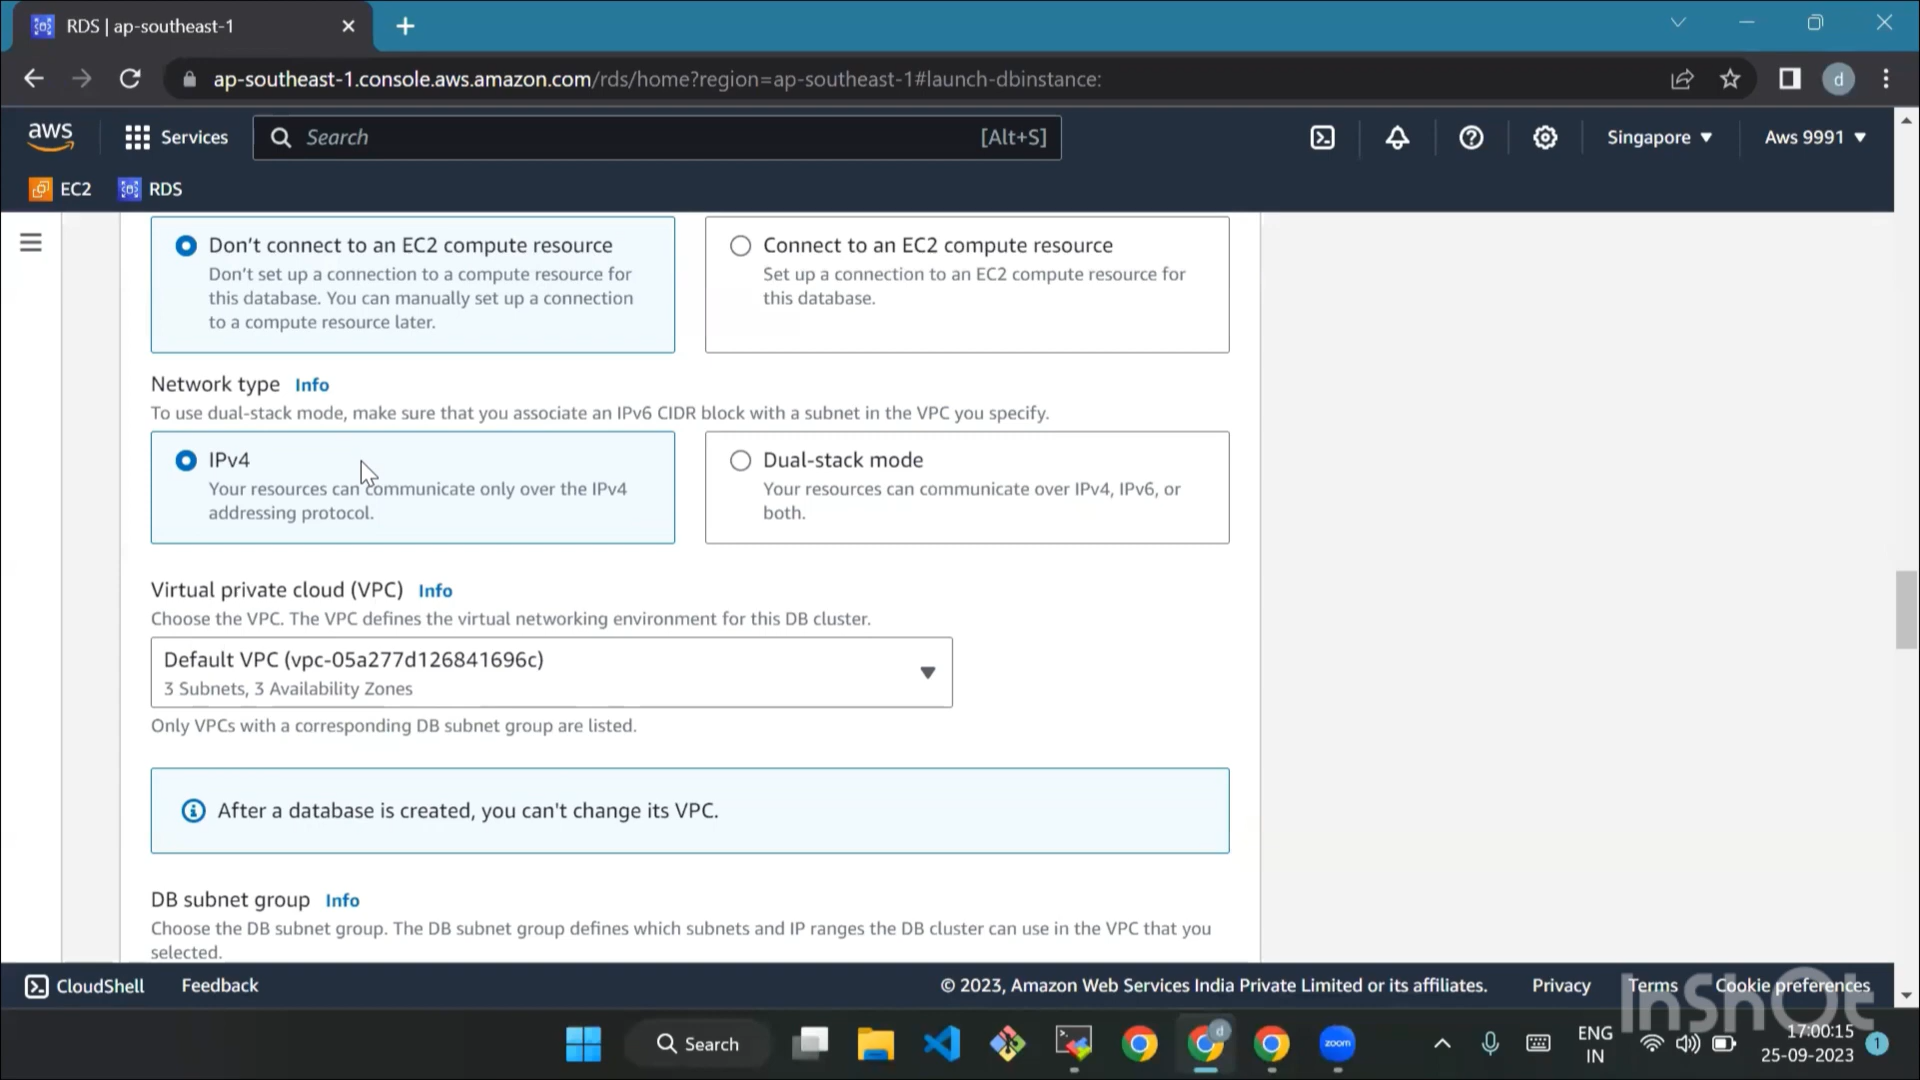 RDS | ap-southeast-1
ap-southeast-1.console.aws.amazon.com/rds/home?region=ap-southeast-1#launch-dbinstance:
d
aws
Services
Search
[Alt+S]
Singapore
Aws 9991
EC2
RDS
Don't connect to an EC2 compute resource
Don't set up a connection to a compute resource for
this database. You can manually set up a connection
to a compute resource later.
Connect to an EC2 compute resource
Set up a connection to an EC2 compute resource for
this database.
Network type Info
To use dual-stack mode, make sure that you associate an IPv6 CIDR block with a subnet in the VPC you specify.
IPv4
Your resources can communicate only over the IPv4
addressing protocol.
Dual-stack mode
Your resources can communicate over IPv4, IPv6, or
both.
Virtual private cloud (VPC) Info
Choose the VPC. The VPC defines the virtual networking environment for this DB cluster.
Default VPC (vpc-05a277d126841696c)
3 Subnets, 3 Availability Zones
Only VPCs with a corresponding DB subnet group are listed.
After a database is created, you can't change its VPC.
DB subnet group Info
Choose the DB subnet group. The DB subnet group defines which subnets and IP ranges the DB cluster can use in the VPC that you
selected.
CloudShell
Feedback
© 2023, Amazon Web Services India Private Limited or its affiliates.
Privacy
Terms
Cookie preferences
InShOt
Search
d
zoom
ENG
IN
17:00:15
25-09-2023
1